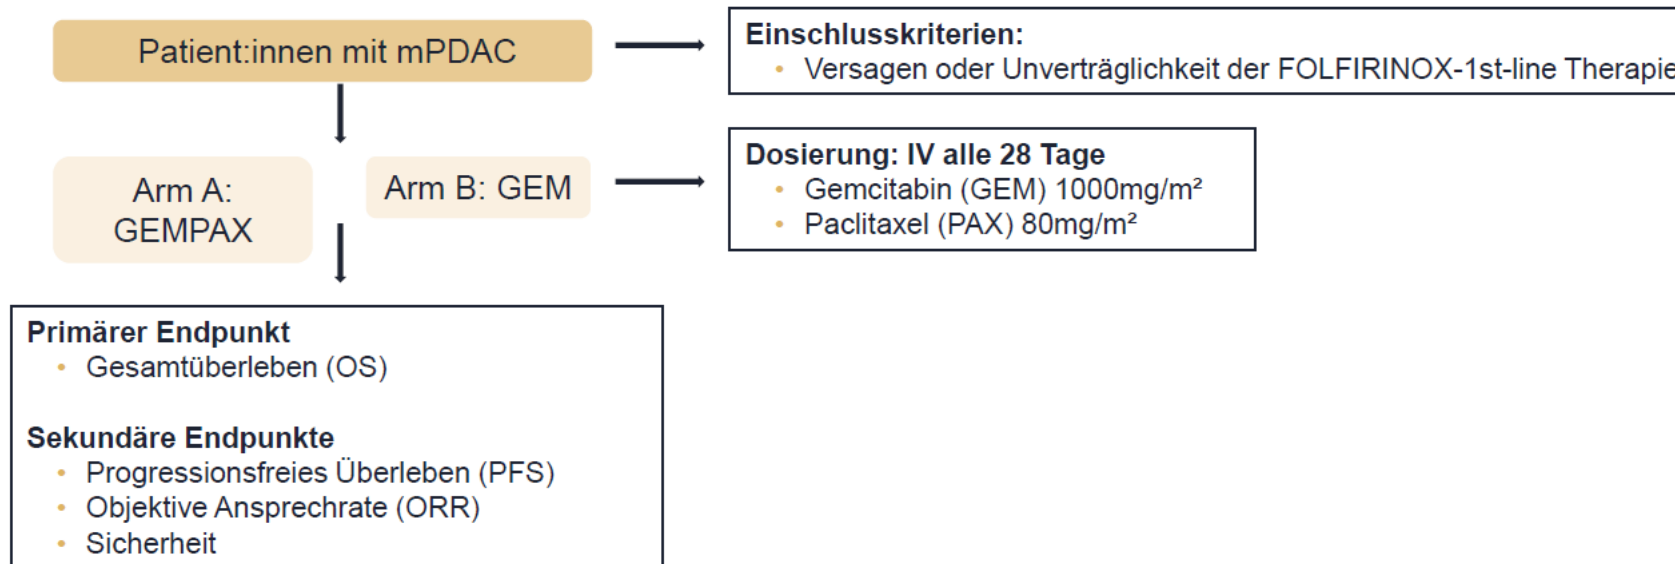 Patient:innen mit mPDAC
Einschlusskriterien:
• Versagen oder Unverträglichkeit der FOLFIRINOX-1st-line Therapie
Arm A:
GEMPAX
Arm B: GEM
Dosierung: IV alle 28 Tage
• Gemcitabin (GEM) 1000mg/m²
• Paclitaxel (PAX) 80mg/m²
Primärer Endpunkt
• Gesamtüberleben (OS)
Sekundäre Endpunkte
• Progressionsfreies Überleben (PFS)
• Objektive Ansprechrate (ORR)
• Sicherheit